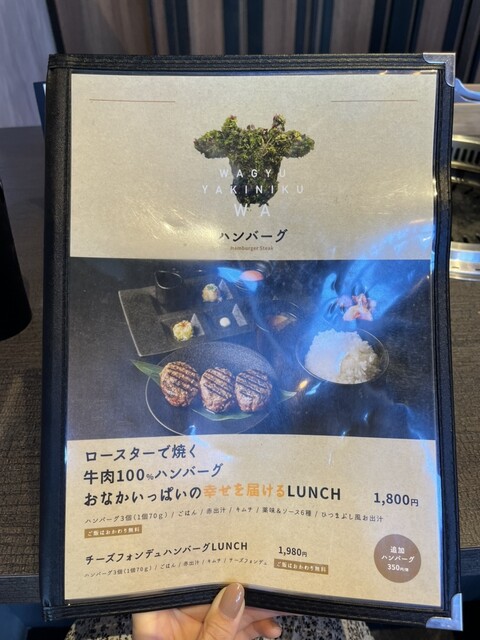 WAGYU
YAKINIKU
WA
ハンバーグ
Hamburger Steak
ロースターで焼く
牛肉100%ハンバーグ
おなかいっぱいの幸せを届けるLUNCH 1,800円
ハンバーグ3個(1個70g) / ごはん / 赤出汁 / キムチ / 薬味&ソース6種 / ひつまぶし風お出汁
ご飯はおかわり無料
チーズフォンデュハンバーグLUNCH 1,980円
ハンバーグ3個(1個70g) / ごはん / 赤出汁 / キムチ / チーズフォンデュ
ご飯はおかわり無料
追加
ハンバーグ
350円